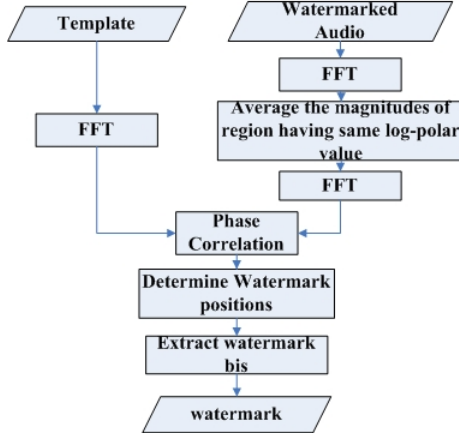 Template
Watermarked
Audio
FFT
FFT
Average the magnitudes of
region having same log-polar
value
FFT
Phase
Correlation
Determine Watermark
positions
Extract watermark
bis
watermark